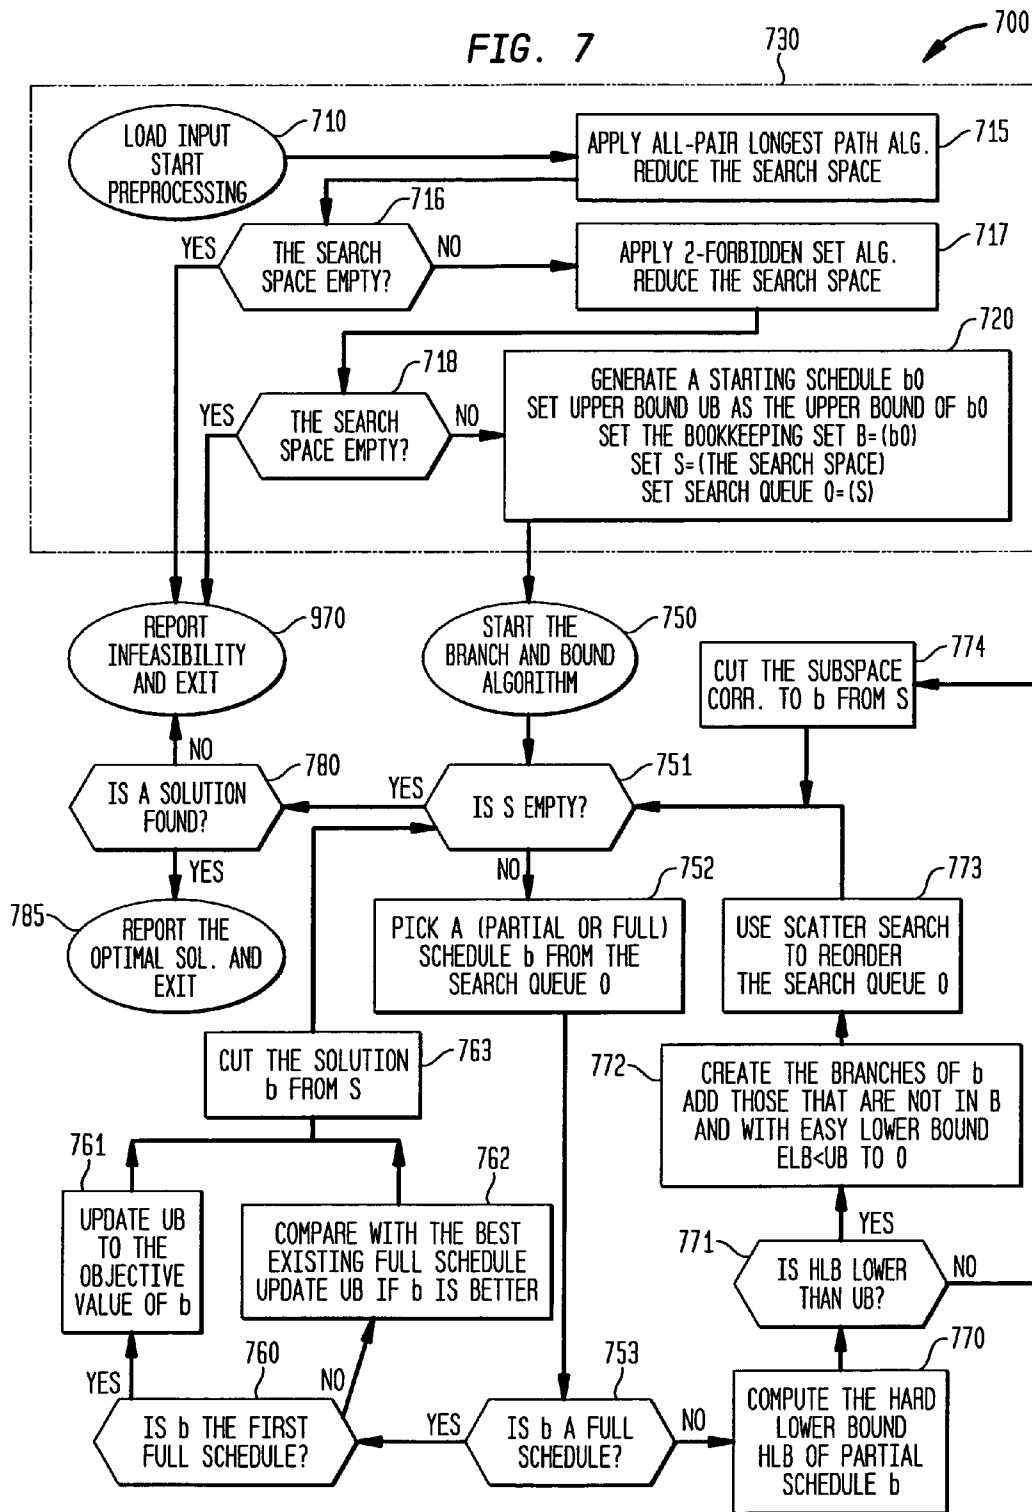 FIG. 7
700
730
710
LOAD INPUT
START
PREPROCESSING
715
APPLY ALL-PAIR LONGEST PATH ALG.
REDUCE THE SEARCH SPACE
716
YES
THE SEARCH
SPACE EMPTY?
NO
717
APPLY 2-FORBIDDEN SET ALG.
REDUCE THE SEARCH SPACE
718
YES
THE SEARCH
SPACE EMPTY?
NO
720
GENERATE A STARTING SCHEDULE b0
SET UPPER BOUND UB AS THE UPPER BOUND OF b0
SET THE BOOKKEEPING SET B=(b0)
SET S=(THE SEARCH SPACE)
SET SEARCH QUEUE O=(S)
970
REPORT
INFEASIBILITY
AND EXIT
750
START THE
BRANCH AND BOUND
ALGORITHM
774
CUT THE SUBSPACE
CORR. TO b FROM S
NO
780
IS A SOLUTION
FOUND?
YES
YES
751
IS S EMPTY?
NO
785
REPORT THE
OPTIMAL SOL. AND
EXIT
752
PICK A (PARTIAL OR FULL)
SCHEDULE b FROM THE
SEARCH QUEUE O
773
USE SCATTER SEARCH
TO REORDER
THE SEARCH QUEUE O
763
CUT THE SOLUTION
b FROM S
772
CREATE THE BRANCHES OF b
ADD THOSE THAT ARE NOT IN B
AND WITH EASY LOWER BOUND
ELB<UB TO O
761
UPDATE UB
TO THE
OBJECTIVE
VALUE OF b
762
COMPARE WITH THE BEST
EXISTING FULL SCHEDULE
UPDATE UB IF b IS BETTER
771
YES
IS HLB LOWER
THAN UB?
NO
760
YES
NO
IS b THE FIRST
FULL SCHEDULE?
YES
753
IS b A FULL
SCHEDULE?
NO
770
COMPUTE THE HARD
LOWER BOUND
HLB OF PARTIAL
SCHEDULE b